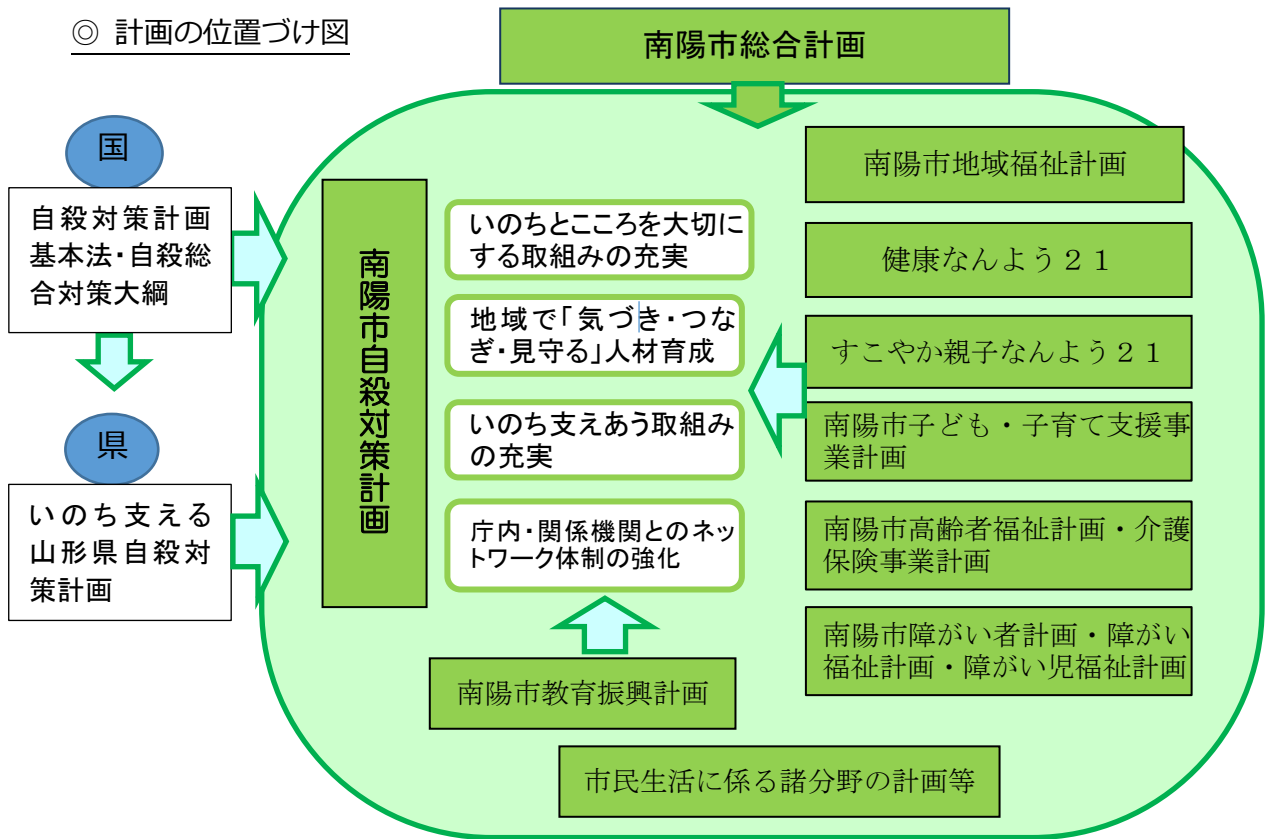 ◎ 計画の位置づけ図
南陽市総合計画
国
自殺対策計画
基本法・自殺総
合対策大綱
県
いのち支える
山形県自殺対
策計画
南陽市自殺対策計画
いのちとこころを大切に
する取組みの充実
地域で「気づき・つな
ぎ・見守る」人材育成
いのち支えあう取組み
の充実
庁内・関係機関とのネッ
トワーク体制の強化
南陽市地域福祉計画
健康なんよう２１
すこやか親子なんよう２１
南陽市子ども・子育て支援事
業計画
南陽市高齢者福祉計画・介護
保険事業計画
南陽市障がい者計画・障がい
福祉計画・障がい児福祉計画
南陽市教育振興計画
市民生活に係る諸分野の計画等